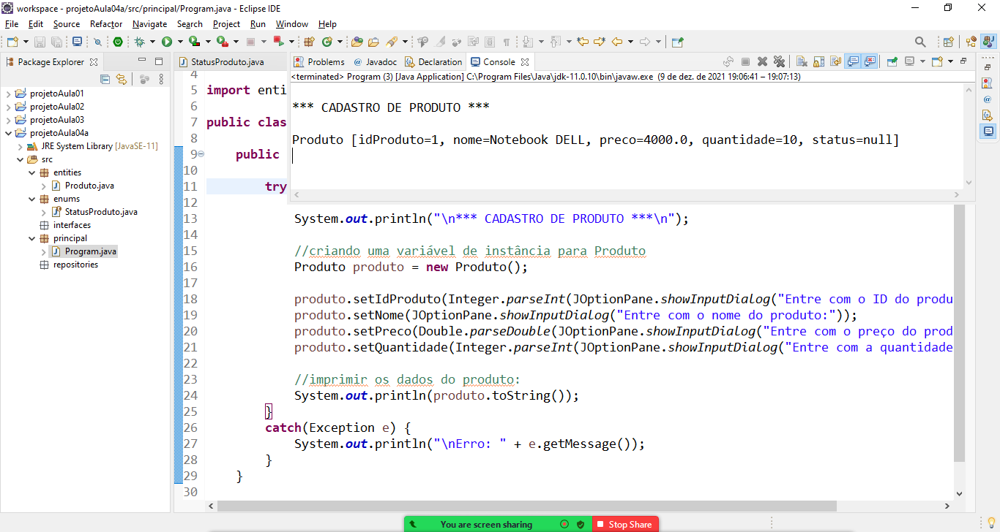 workspace - projetoAula04a/src/principal/Program.java - Eclipse IDE
File Edit Source Refactor Navigate Search Project Run Window Help
Package Explorer
projetoAula01
projetoAula02
projetoAula03
projetoAula04a
JRE System Library [JavaSE-11]
src
entities
Produto.java
enums
StatusProduto.java
interfaces
principal
Program.java
repositories
StatusProduto.java
Problems @ Javadoc Declaration Console
<terminated> Program (3) [Java Application] C:\Program Files\Java\jdk-11.0.10\bin\javaw.exe (9 de dez. de 2021 19:06:41 – 19:07:13)
*** CADASTRO DE PRODUTO ***
Produto [idProduto=1, nome=Notebook DELL, preco=4000.0, quantidade=10, status=null]
4
5 import enti
6
7 public clas
8
9 public
10
11 try
12
13 System.out.println("\n*** CADASTRO DE PRODUTO ***\n");
14
15 //criando uma variável de instância para Produto
16 Produto produto = new Produto();
17
18 produto.setIdProduto(Integer.parseInt(JOptionPane.showInputDialog("Entre com o ID do produ
19 produto.setNome(JOptionPane.showInputDialog("Entre com o nome do produto:"));
20 produto.setPreco(Double.parseDouble(JOptionPane.showInputDialog("Entre com o preço do prod
21 produto.setQuantidade(Integer.parseInt(JOptionPane.showInputDialog("Entre com a quantidade
22
23 //imprimir os dados do produto:
24 System.out.println(produto.toString());
25 }
26 catch(Exception e) {
27 System.out.println("\nErro: " + e.getMessage());
28 }
29 }
30
You are screen sharing
Stop Share